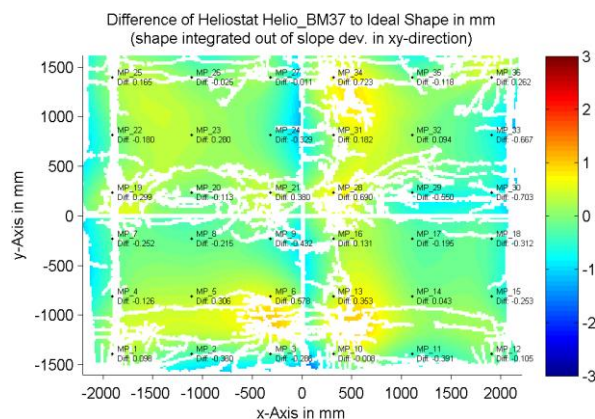 Difference of Heliostat Helio_BM37 to Ideal Shape in mm
(shape integrated out of slope dev. in xy-direction)
y-Axis in mm
1500
1000
500
0
-500
-1000
-1500
MP_25
Diff. 0.165
MP_26
Diff. -0.025
MP_27
Diff. -0.011
MP_34
Diff. 0.723
MP_35
Diff. -0.118
MP_36
Diff. 0.262
MP_22
Diff. -0.180
MP_23
Diff. 0.280
MP_24
Diff. -0.329
MP_31
Diff. 0.182
MP_32
Diff. 0.094
MP_33
Diff. -0.667
MP_19
Diff. 0.299
MP_20
Diff. -0.113
MP_21
Diff. 0.380
MP_28
Diff. 0.690
MP_29
Diff. -0.550
MP_30
Diff. -0.703
MP_7
Diff. -0.252
MP_8
Diff. -0.215
MP_9
Diff. -0.432
MP_16
Diff. 0.131
MP_17
Diff. -0.195
MP_18
Diff. -0.312
MP_4
Diff. -0.126
MP_5
Diff. 0.306
MP_6
Diff. 0.578
MP_13
Diff. 0.353
MP_14
Diff. 0.043
MP_15
Diff. -0.253
MP_1
Diff. 0.098
MP_2
Diff. -0.360
MP_3
Diff. -0.286
MP_10
Diff. -0.008
MP_11
Diff. -0.391
MP_12
Diff. -0.105
-2000 -1500 -1000 -500 0 500 1000 1500 2000
x-Axis in mm
3
2
1
0
-1
-2
-3